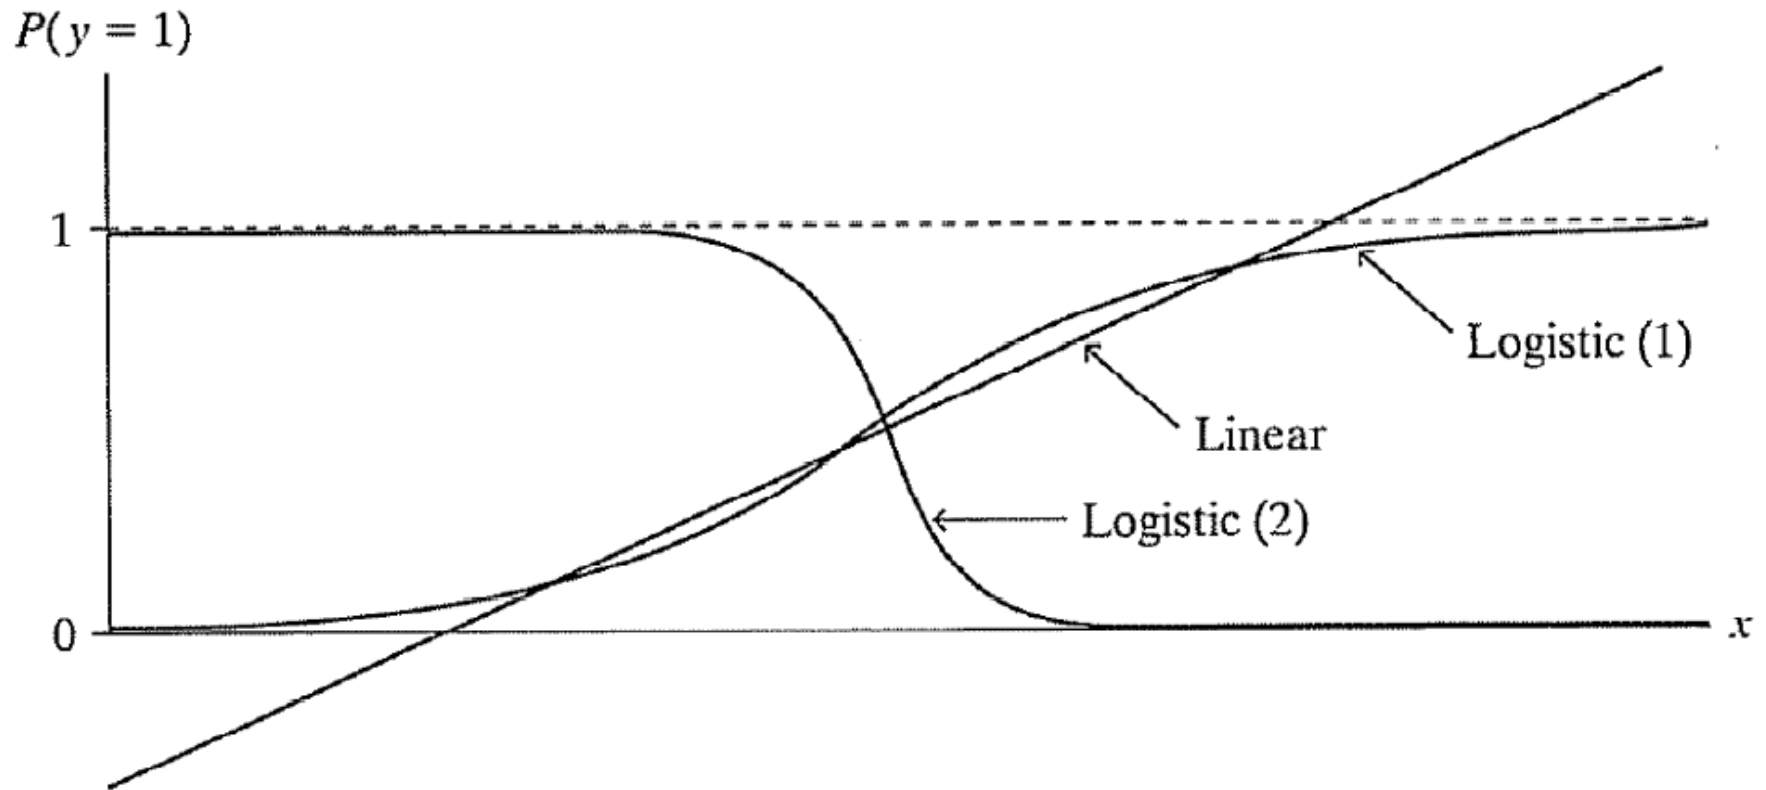 P(y = 1)
1
Logistic (1)
Linear
Logistic (2)
0
x